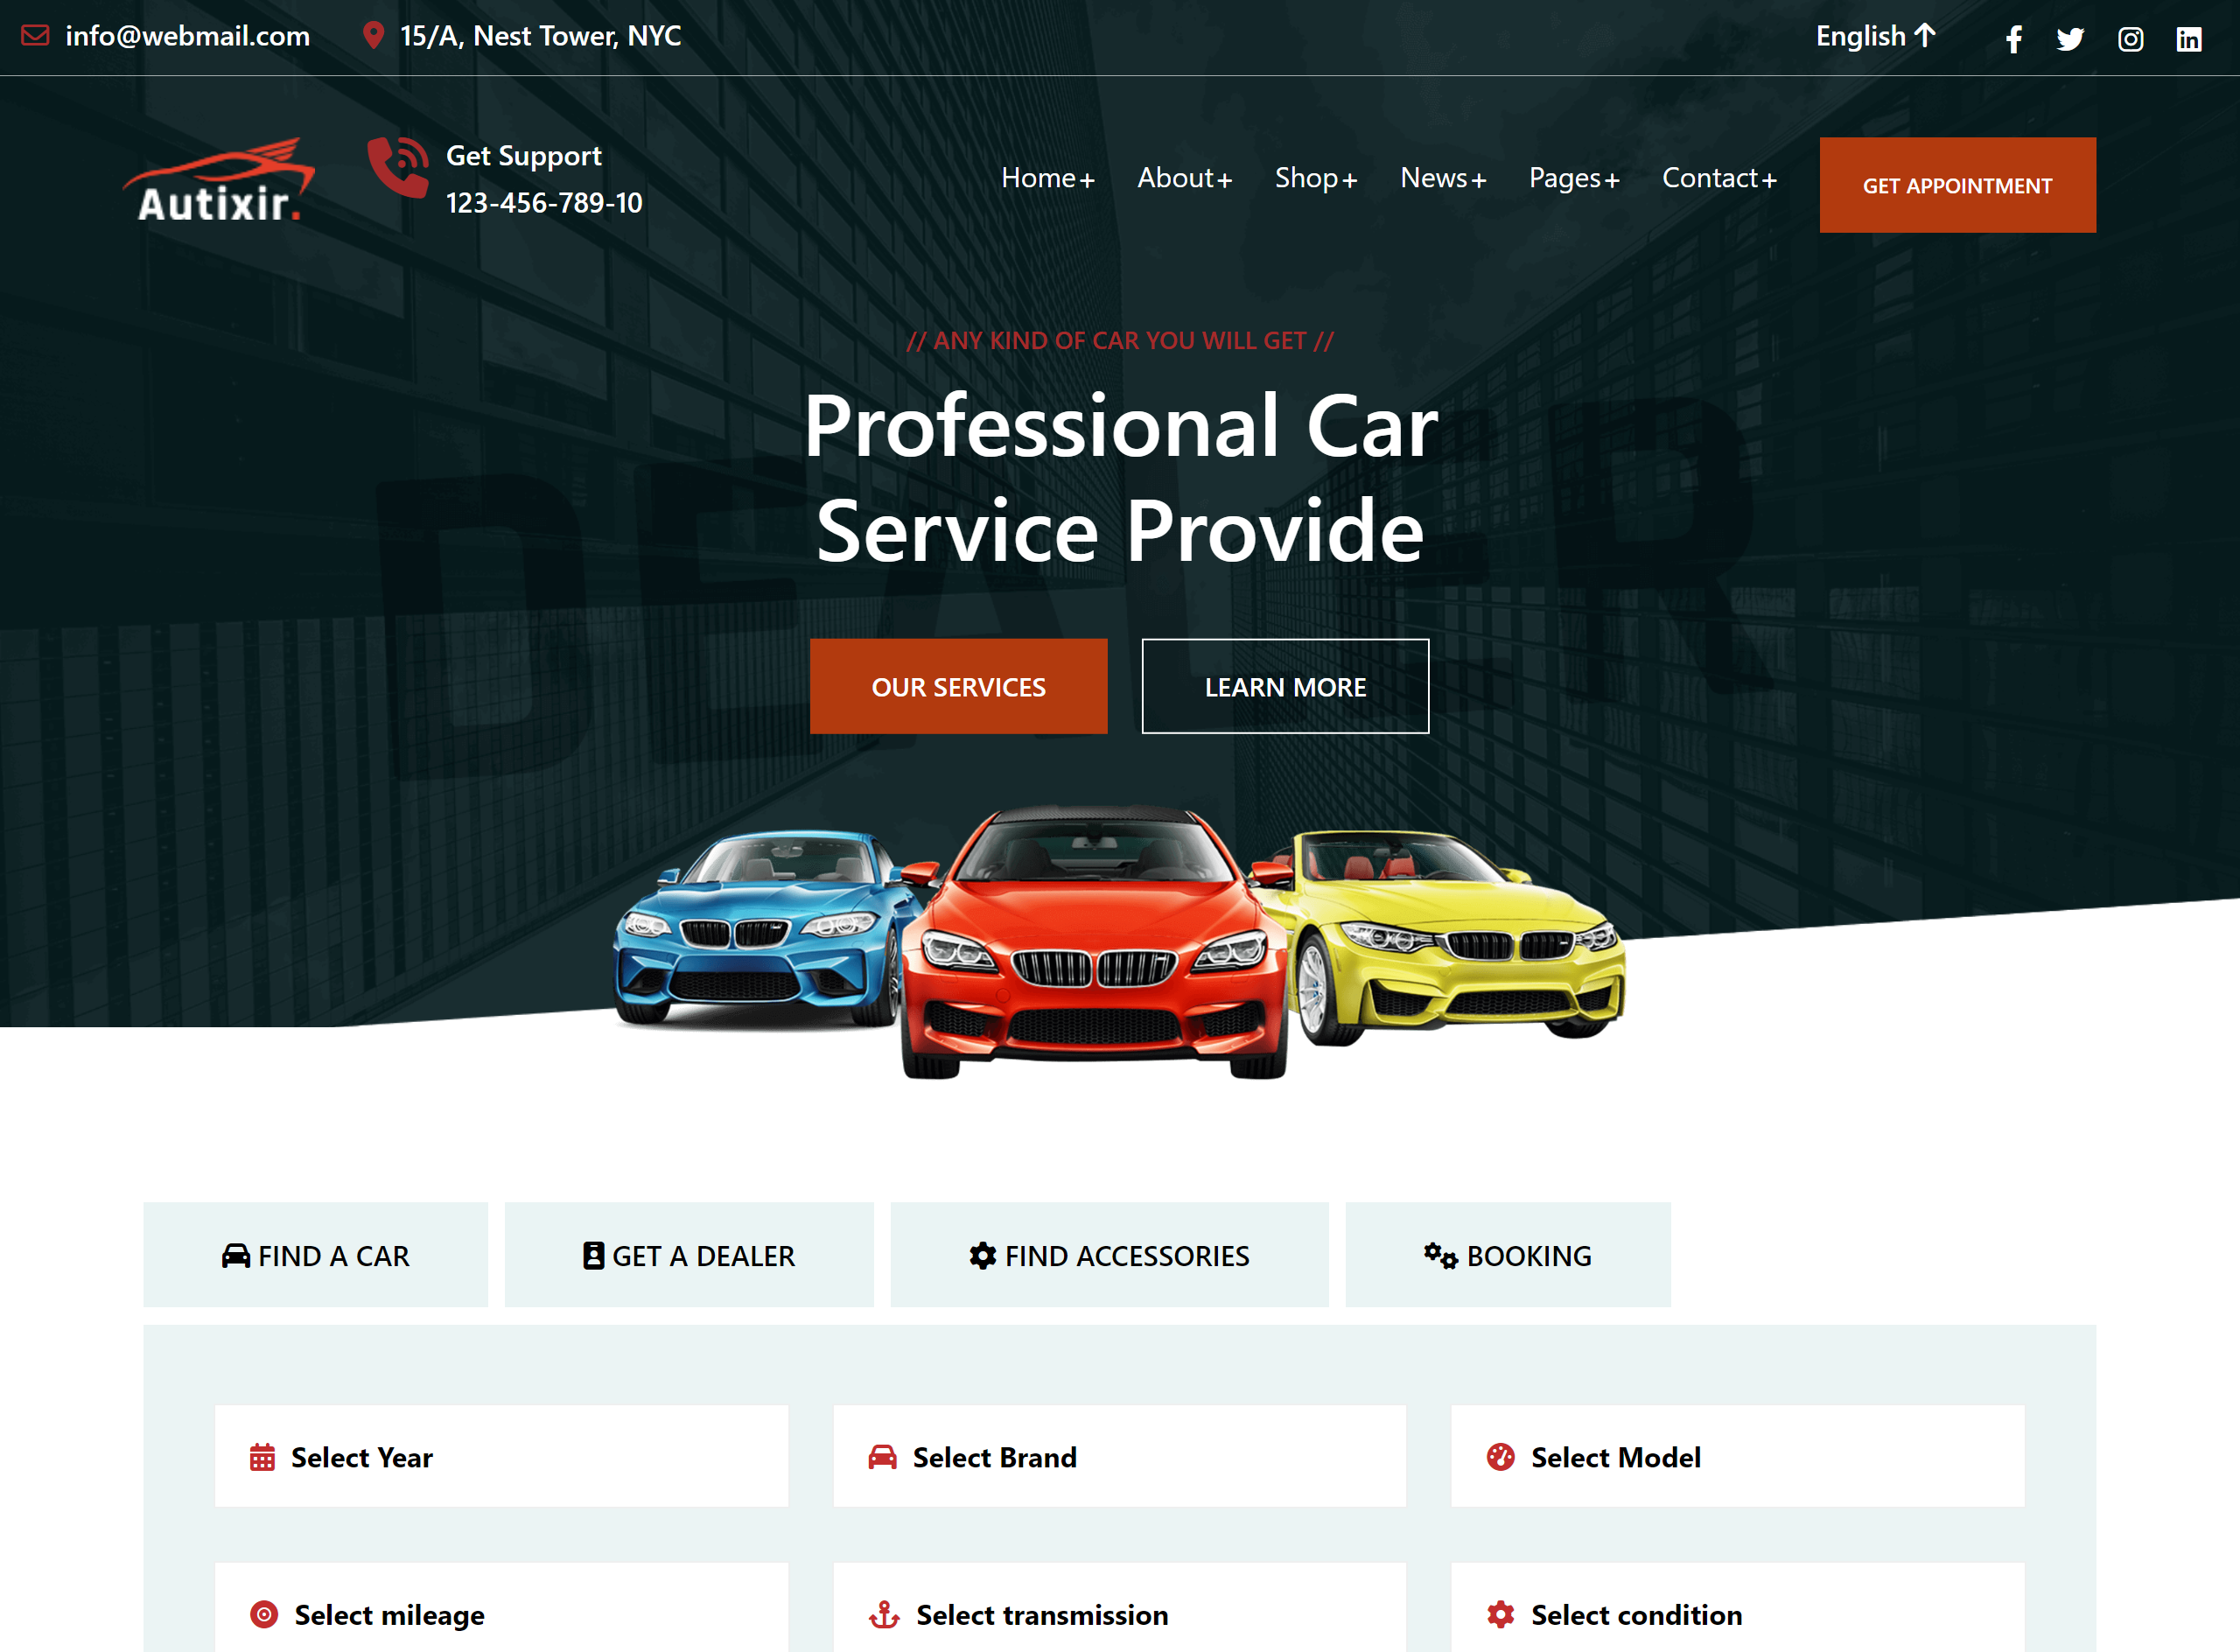 info@webmail.com
15/A, Nest Tower, NYC
English
Autixir.
Get Support
123-456-789-10
Home+
About+
Shop+
News+
Pages+
Contact+
GET APPOINTMENT
// ANY KIND OF CAR YOU WILL GET //
Professional Car
Service Provide
DEALER
OUR SERVICES
LEARN MORE
FIND A CAR
GET A DEALER
FIND ACCESSORIES
BOOKING
Select Year
Select Brand
Select Model
Select mileage
Select transmission
Select condition